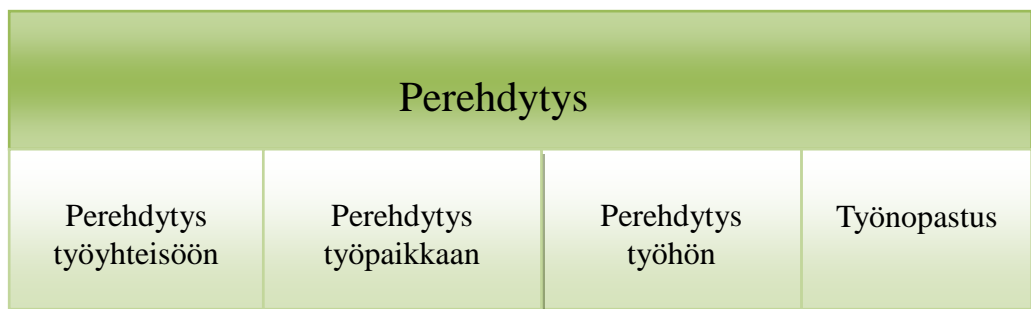 Perehdytys
Perehdytys
työyhteisöön
Perehdytys
työpaikkaan
Perehdytys
työhön
Työnopastus